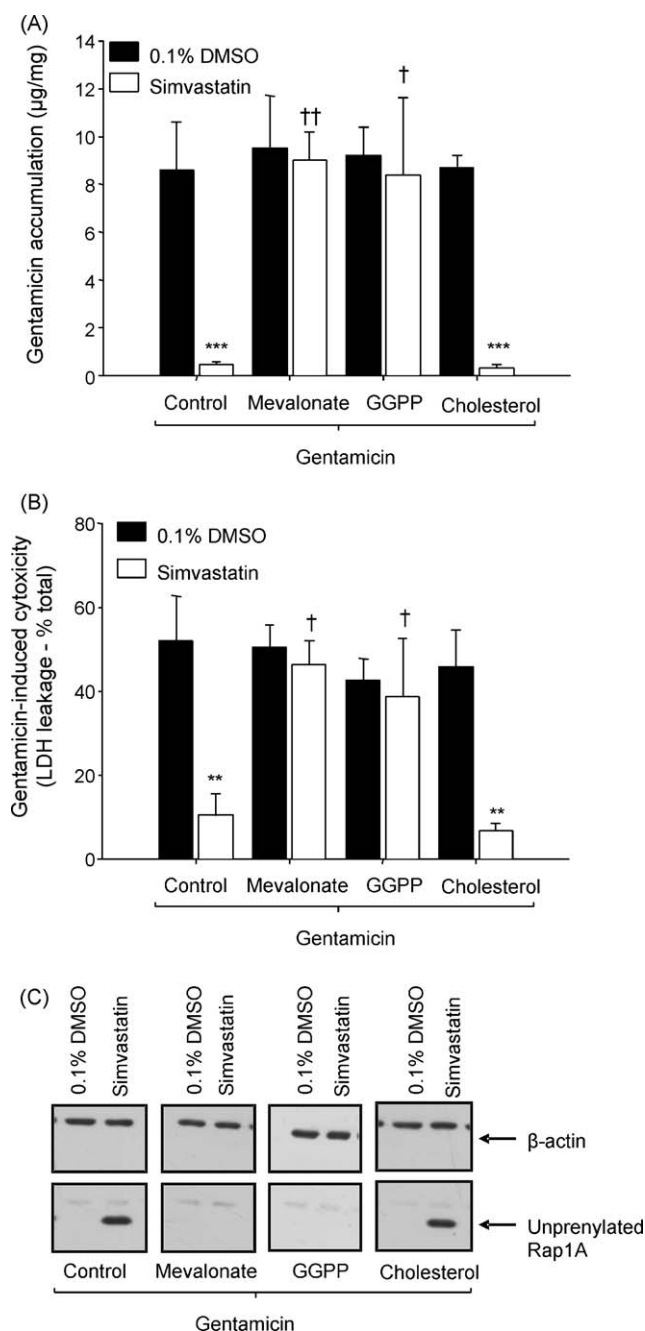 (A)
Gentamicin accumulation (µg/mg)
14
12
10
8
6
4
2
0
0.1% DMSO
Simvastatin
***
††
†
***
Control Mevalonate GGPP Cholesterol
Gentamicin
(B)
Gentamicin-induced cytoxicity
(LDH leakage - % total)
80
60
40
20
0
0.1% DMSO
Simvastatin
**
†
†
**
Control Mevalonate GGPP Cholesterol
Gentamicin
(C)
0.1% DMSO
Simvastatin
0.1% DMSO
Simvastatin
0.1% DMSO
Simvastatin
0.1% DMSO
Simvastatin
β-actin
Unprenylated
Rap1A
Control Mevalonate GGPP Cholesterol
Gentamicin